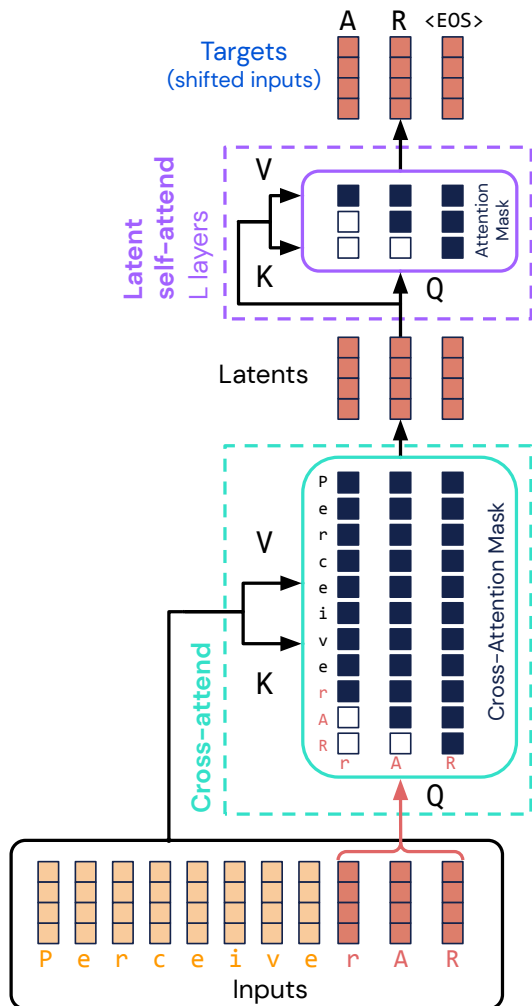 A R <EOS>
Targets
(shifted inputs)
V
K
Q
Attention
Mask
Latent
self-attend
L layers
Latents
P
e
r
c
e
i
v
e
r
A
R
r A R
Cross-Attention Mask
V
K
Q
Cross-attend
P e r c e i v e r A R
Inputs